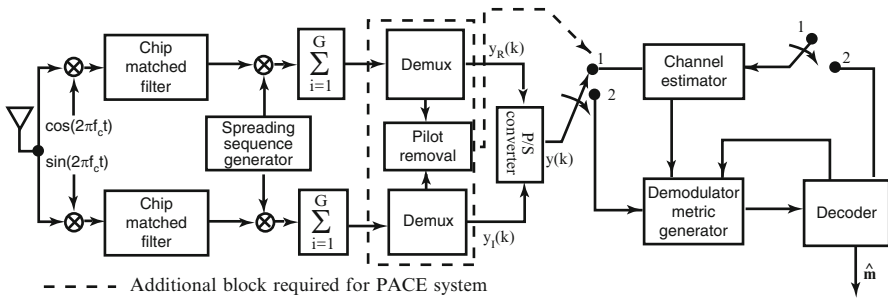 Chip
matched
filter
G
∑
i=1
Demux
y_R(k)
1
2
Channel
estimator
1
2
cos(2πf_ct)
sin(2πf_ct)
Spreading
sequence
generator
Pilot
removal
P/S
converter
y(k)
Chip
matched
filter
G
∑
i=1
Demux
y_I(k)
Demodulator
metric
generator
Decoder
m̂
Additional block required for PACE system